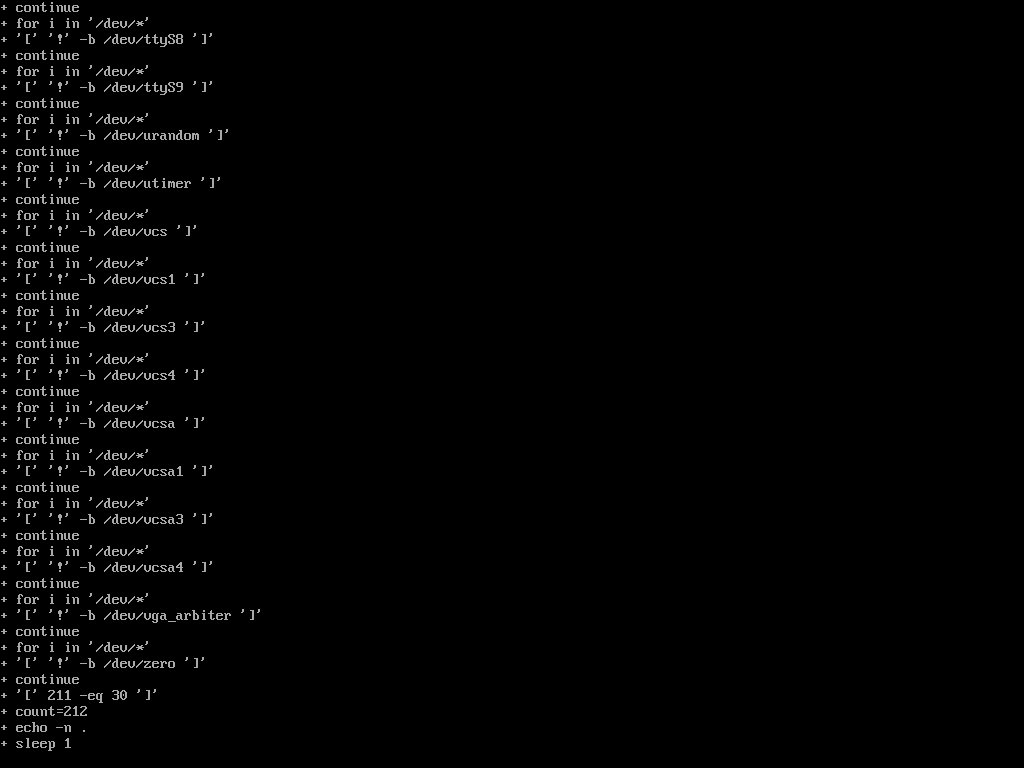 + continue
+ for i in '/dev/*'
+ '[' '!' -b /dev/ttyS8 ']'
+ continue
+ for i in '/dev/*'
+ '[' '!' -b /dev/ttyS9 ']'
+ continue
+ for i in '/dev/*'
+ '[' '!' -b /dev/urandom ']'
+ continue
+ for i in '/dev/*'
+ '[' '!' -b /dev/utimer ']'
+ continue
+ for i in '/dev/*'
+ '[' '!' -b /dev/vcs ']'
+ continue
+ for i in '/dev/*'
+ '[' '!' -b /dev/vcs1 ']'
+ continue
+ for i in '/dev/*'
+ '[' '!' -b /dev/vcs3 ']'
+ continue
+ for i in '/dev/*'
+ '[' '!' -b /dev/vcs4 ']'
+ continue
+ for i in '/dev/*'
+ '[' '!' -b /dev/vcsa ']'
+ continue
+ for i in '/dev/*'
+ '[' '!' -b /dev/vcsa1 ']'
+ continue
+ for i in '/dev/*'
+ '[' '!' -b /dev/vcsa3 ']'
+ continue
+ for i in '/dev/*'
+ '[' '!' -b /dev/vcsa4 ']'
+ continue
+ for i in '/dev/*'
+ '[' '!' -b /dev/vga_arbiter ']'
+ continue
+ for i in '/dev/*'
+ '[' '!' -b /dev/zero ']'
+ continue
+ '[' 211 -eq 30 ']'
+ count=212
+ echo -n .
+ sleep 1